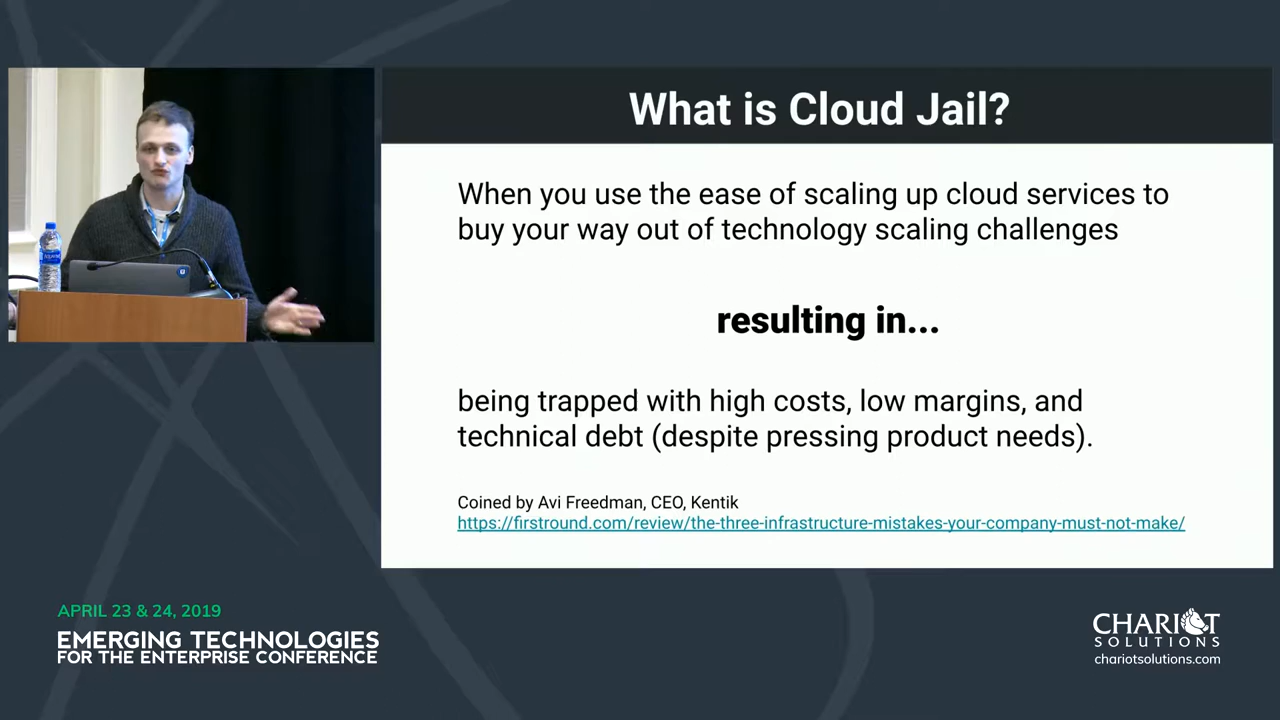 What is Cloud Jail?
When you use the ease of scaling up cloud services to
buy your way out of technology scaling challenges
resulting in...
being trapped with high costs, low margins, and
technical debt (despite pressing product needs).
Coined by Avi Freedman, CEO, Kentik
https://firstround.com/review/the-three-infrastructure-mistakes-your-company-must-not-make/
APRIL 23 & 24, 2019
EMERGING TECHNOLOGIES
FOR THE ENTERPRISE CONFERENCE
CHARIOT
SOLUTIONS
chariotsolutions.com